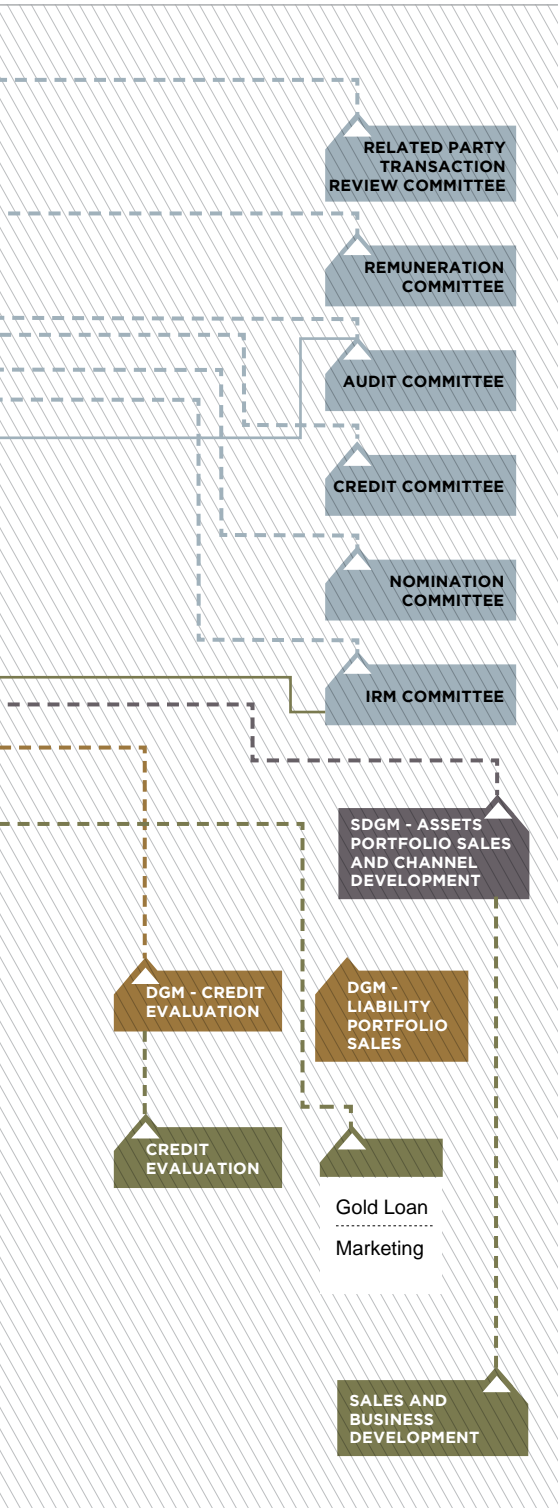 RELATED PARTY
TRANSACTION
REVIEW COMMITTEE
REMUNERATION
COMMITTEE
AUDIT COMMITTEE
CREDIT COMMITTEE
NOMINATION
COMMITTEE
IRM COMMITTEE
SDGM - ASSETS
PORTFOLIO SALES
AND CHANNEL
DEVELOPMENT
DGM - CREDIT
EVALUATION
DGM -
LIABILITY
PORTFOLIO
SALES
CREDIT
EVALUATION
Gold Loan
Marketing
SALES AND
BUSINESS
DEVELOPMENT